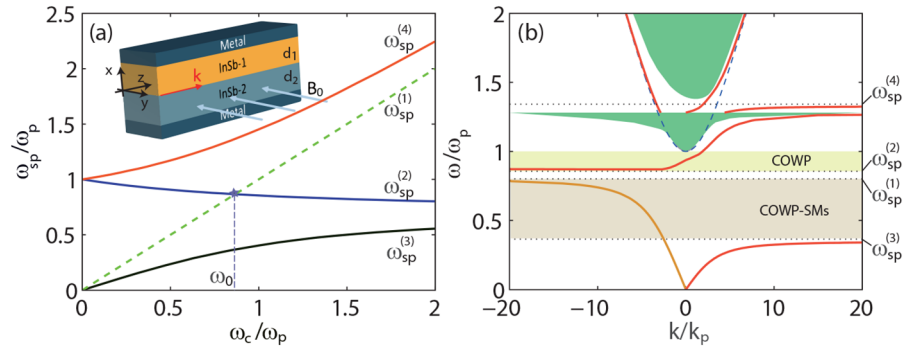 (a)
Metal
InSb-1
InSb-2
Metal
d₁
d₂
B₀
x
z
y
k
ω_sp^(4)
ω_sp^(1)
ω_sp^(2)
ω_sp^(3)
ω₀
2.5
2
1.5
1
0.5
0
ω_sp/ω_p
0 0.5 1 1.5 2
ω_c/ω_p
(b)
2
1.5
1
0.5
0
ω/ω_p
COWP
COWP-SMs
ω_sp^(4)
ω_sp^(2)
ω_sp^(1)
ω_sp^(3)
−20 −10 0 10 20
k/k_p